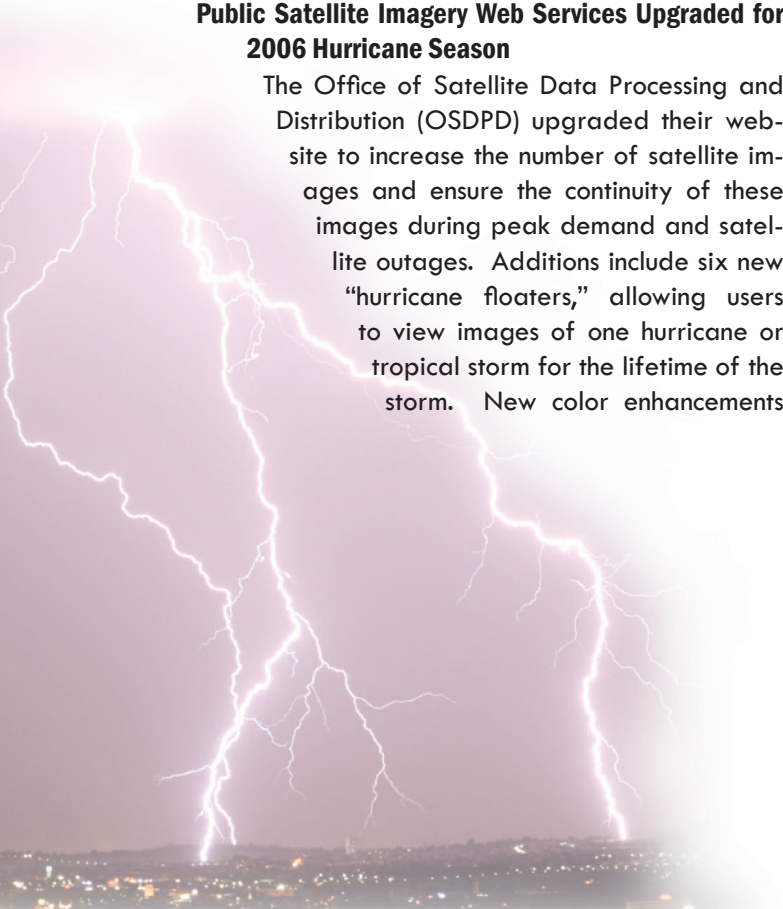 Public Satellite Imagery Web Services Upgraded for
2006 Hurricane Season
The Office of Satellite Data Processing and
Distribution (OSDPD) upgraded their web-
site to increase the number of satellite im-
ages and ensure the continuity of these
images during peak demand and satel-
lite outages.  Additions include six new
“hurricane floaters,” allowing users
to view images of one hurricane or
tropical storm for the lifetime of the
storm.  New color enhancements